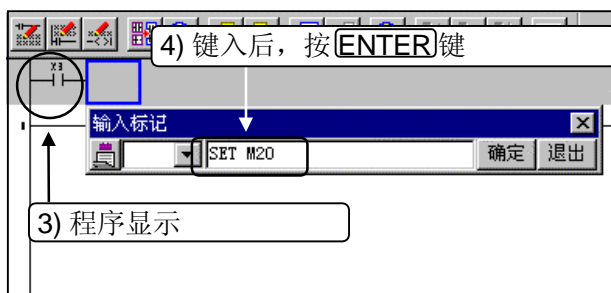 4) 键入后，按ENTER键
X3
输入标记
SET M20
确定 退出
3) 程序显示